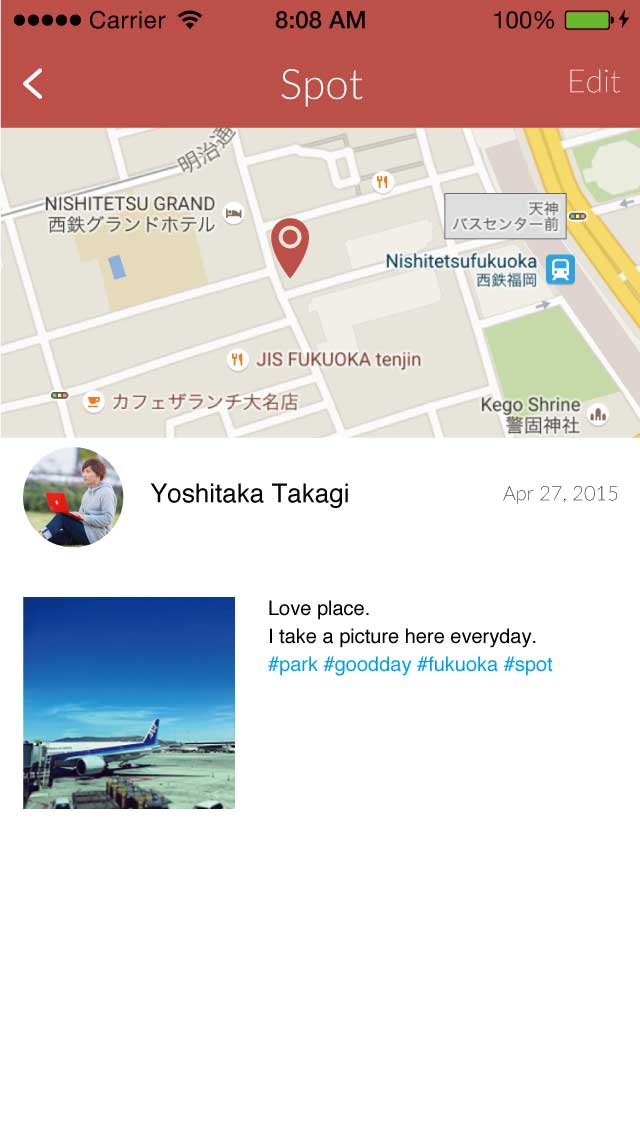 Carrier 8:08 AM 100%
Spot Edit
明治通
NISHITETSU GRAND
西鉄グランドホテル
天神
バスセンター前
Nishitetsufukuoka
西鉄福岡
JIS FUKUOKA tenjin
カフェザランチ大名店
Kego Shrine
警固神社
Yoshitaka Takagi Apr 27, 2015
Love place.
I take a picture here everyday.
#park #goodday #fukuoka #spot